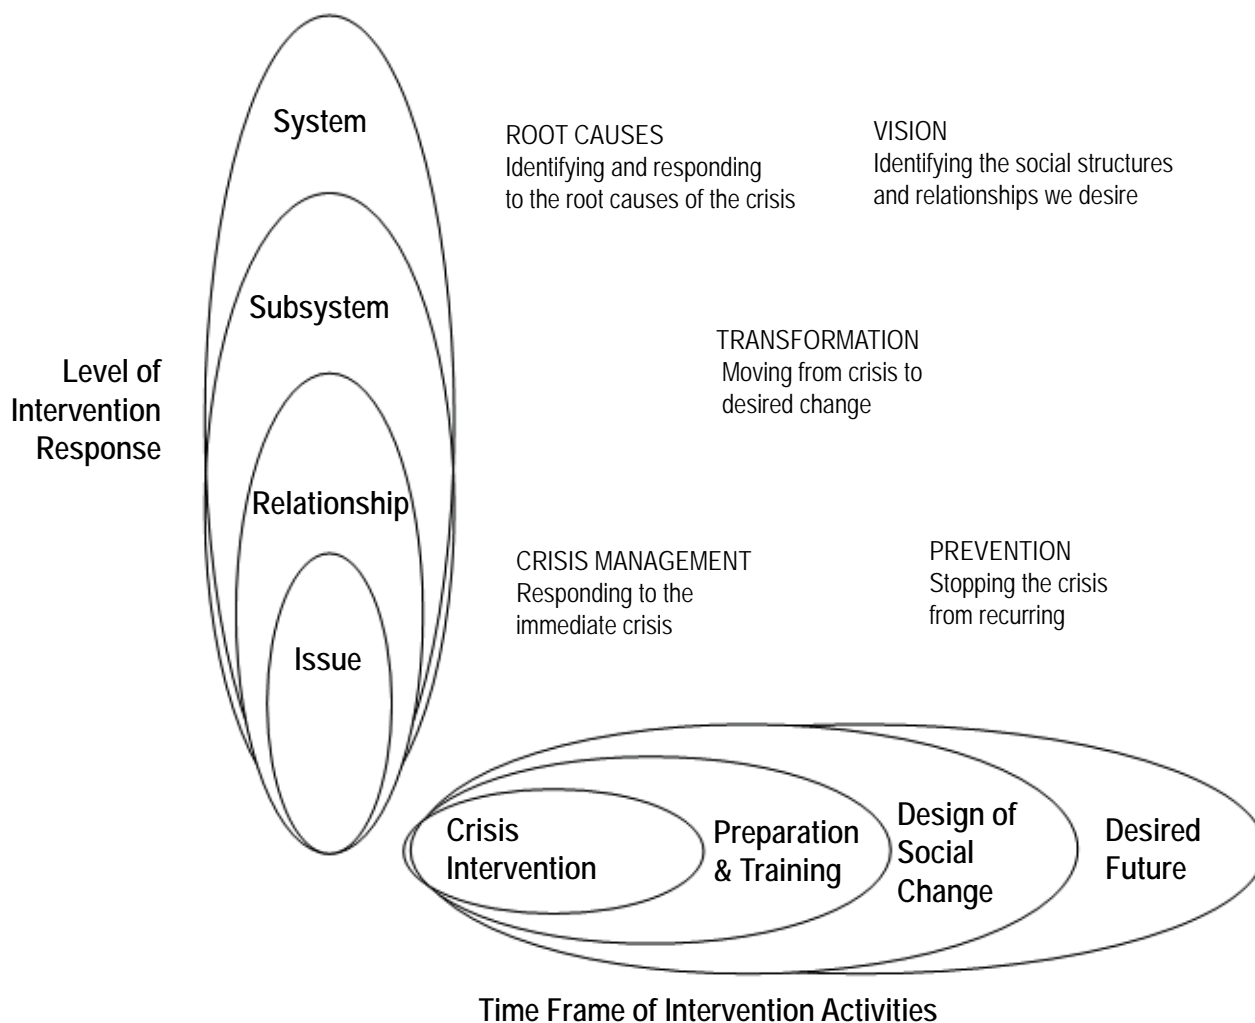 System
ROOT CAUSES
Identifying and responding
to the root causes of the crisis
VISION
Identifying the social structures
and relationships we desire
Subsystem
TRANSFORMATION
Moving from crisis to
desired change
Level of
Intervention
Response
Relationship
CRISIS MANAGEMENT
Responding to the
immediate crisis
PREVENTION
Stopping the crisis
from recurring
Issue
Crisis
Intervention
Preparation
& Training
Design of
Social
Change
Desired
Future
Time Frame of Intervention Activities